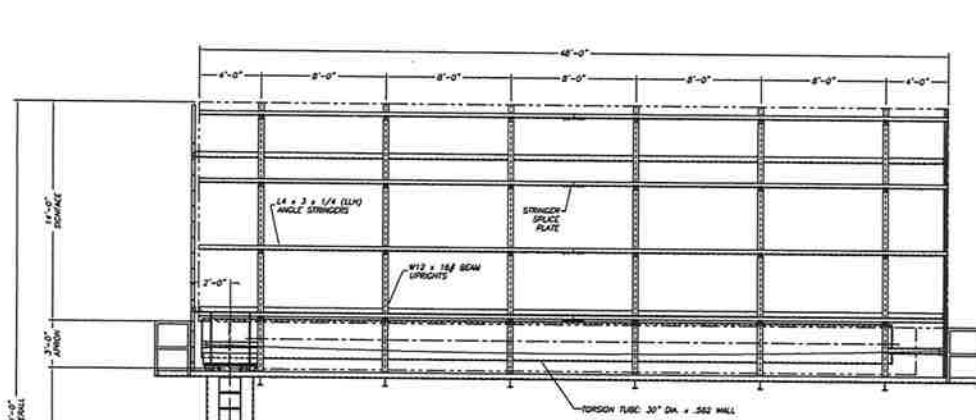 48'-0"
4'-0" 8'-0" 8'-0" 8'-0" 8'-0" 8'-0" 4'-0"
14'-0"
SIGNFACE
L4 x 3 x 1/4 (LLH)
ANGLE STRINGERS
STRINGER
SPLICE
PLATE
W12 x 16# BEAM
UPRIGHTS
2'-0"
3'-0"
APRON
TORSION TUBE: 30" DIA. x .562 WALL